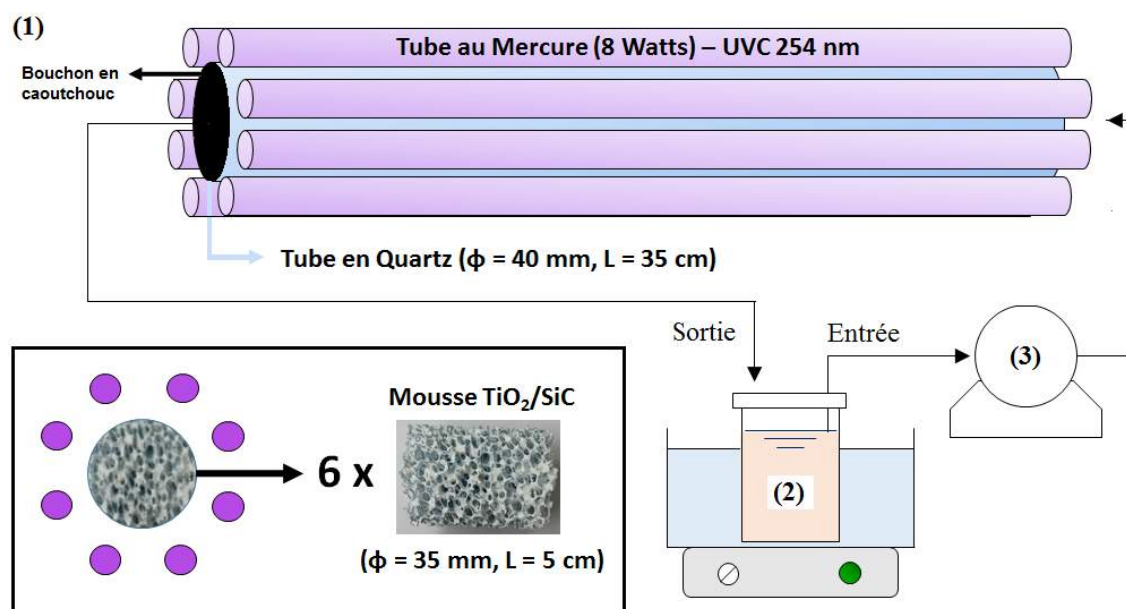 (1)
Tube au Mercure (8 Watts) – UVC 254 nm
Bouchon en
caoutchouc
Tube en Quartz (ϕ = 40 mm, L = 35 cm)
Sortie
Entrée
(3)
(2)
Mousse TiO₂/SiC
6 x
(ϕ = 35 mm, L = 5 cm)